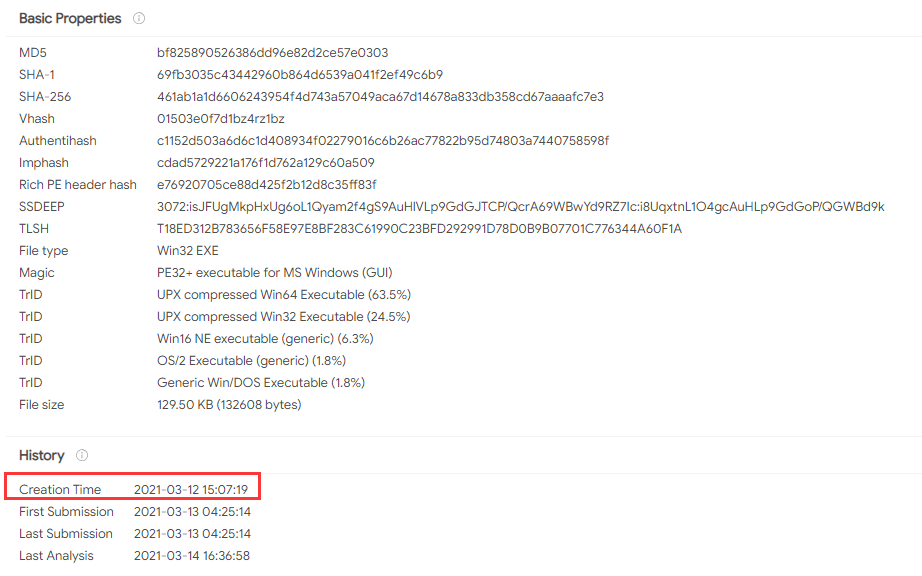 Basic Properties
MD5 bf825890526386dd96e82d2ce57e0303
SHA-1 69fb3035c43442960b864d6539a041f2ef49c6b9
SHA-256 461ab1a1d6606243954f4d743a57049aca67d14678a833db358cd67aaaafc7e3
Vhash 01503e0f7d1bz4rz1bz
Authentihash c1152d503a6d6c1d408934f02279016c6b26ac77822b95d74803a7440758598f
Imphash cdad5729221a176f1d762a129c60a509
Rich PE header hash e76920705ce88d425f2b12d8c35ff83f
SSDEEP 3072:isJFUgMkpHxUg6oL1Qyam2f4gS9AuHlVLp9GdGJTCP/QcrA69WBwYd9RZ7Ic:i8UqxtnL1O4gcAuHLp9GdGoP/QGWBd9k
TLSH T18ED312B783656F58E97E8BF283C61990C23BFD292991D78D0B9B07701C776344A60F1A
File type Win32 EXE
Magic PE32+ executable for MS Windows (GUI)
TrID UPX compressed Win64 Executable (63.5%)
TrID UPX compressed Win32 Executable (24.5%)
TrID Win16 NE executable (generic) (6.3%)
TrID OS/2 Executable (generic) (1.8%)
TrID Generic Win/DOS Executable (1.8%)
File size 129.50 KB (132608 bytes)
History
Creation Time 2021-03-12 15:07:19
First Submission 2021-03-13 04:25:14
Last Submission 2021-03-13 04:25:14
Last Analysis 2021-03-14 16:36:58